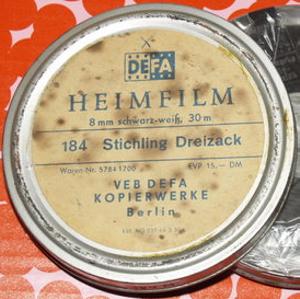 DEFA
HEIMFILM
8 mm schwarz-weiß, 30 m
184 Stichling Dreizack
Waren Nr. 5784 1700 EVP 15,— DM
VEB DEFA
KOPIERWERKE
Berlin